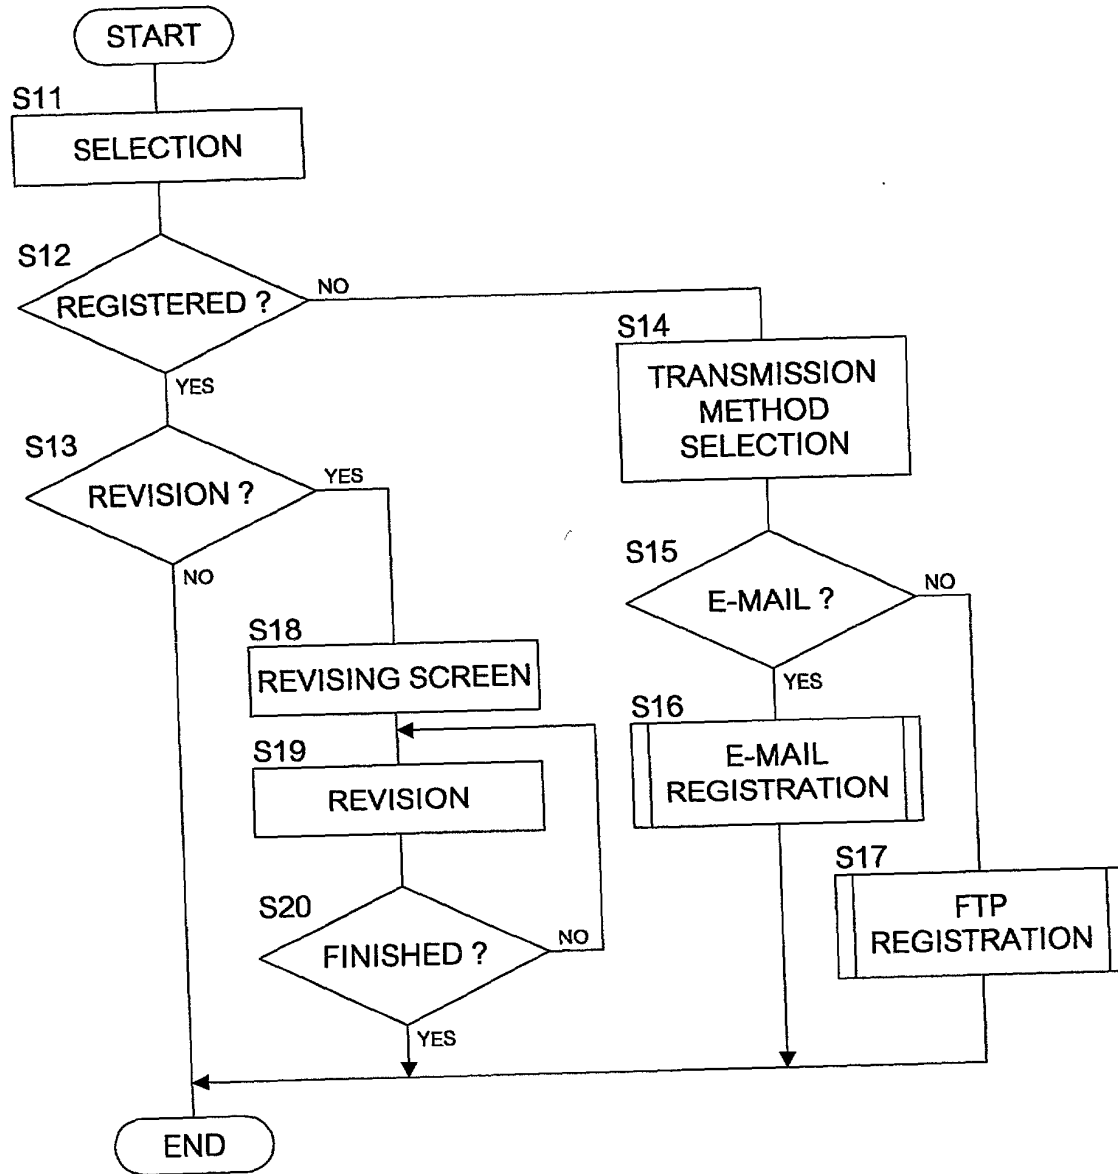 START
S11
SELECTION
S12
REGISTERED ?
NO
YES
S13
REVISION ?
YES
NO
S14
TRANSMISSION
METHOD
SELECTION
S15
E-MAIL ?
NO
YES
S16
E-MAIL
REGISTRATION
S17
FTP
REGISTRATION
S18
REVISING SCREEN
S19
REVISION
S20
FINISHED ?
NO
YES
END